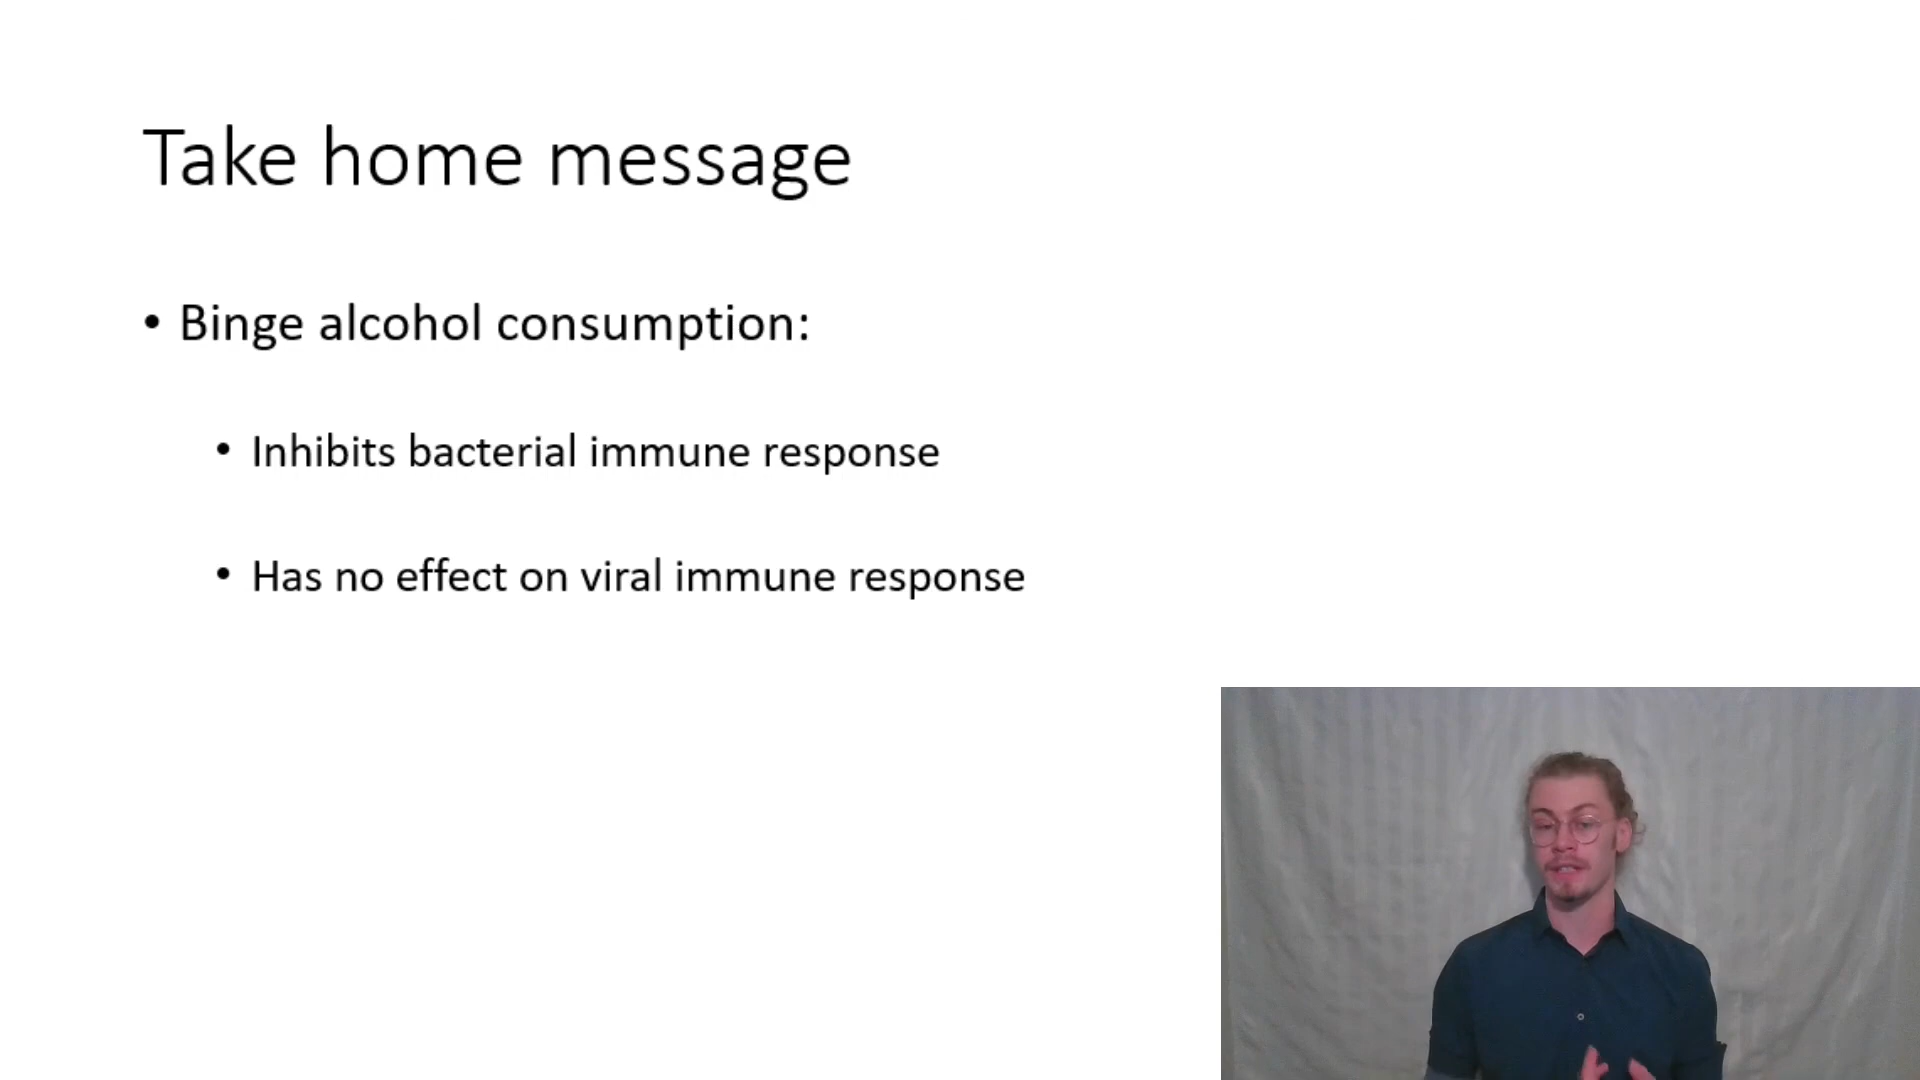 Take home message
• Binge alcohol consumption:
• Inhibits bacterial immune response
• Has no effect on viral immune response